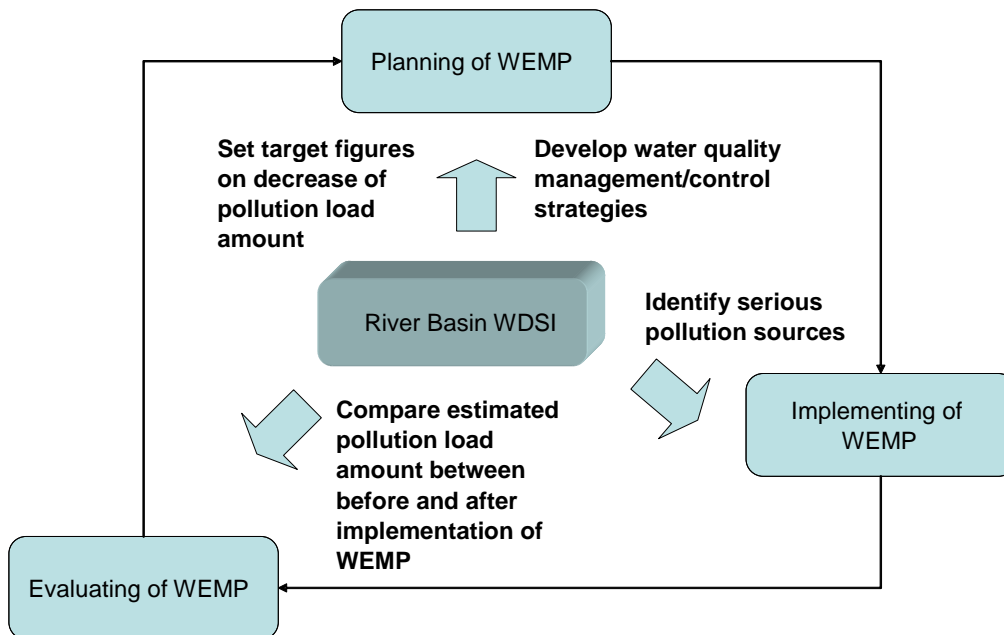 Planning of WEMP
Set target figures
on decrease of
pollution load
amount
Develop water quality
management/control
strategies
River Basin WDSI
Identify serious
pollution sources
Implementing of
WEMP
Compare estimated
pollution load
amount between
before and after
implementation of
WEMP
Evaluating of WEMP